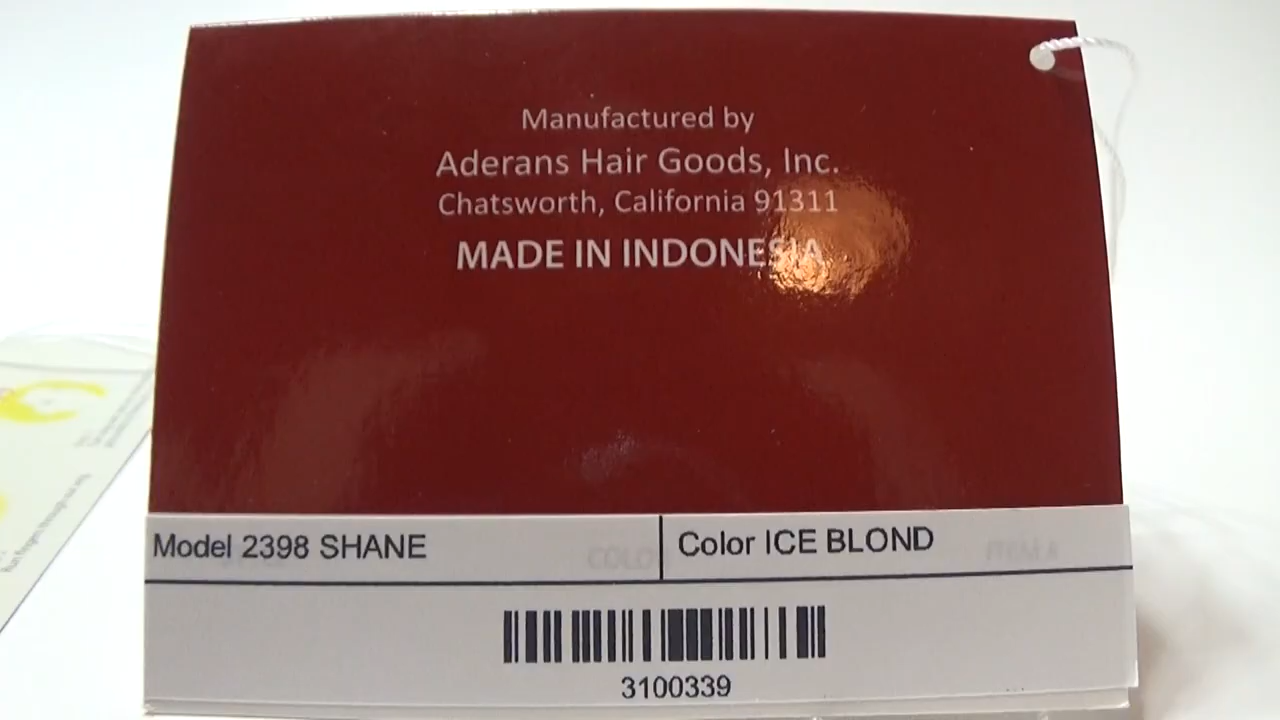 Manufactured by
Aderans Hair Goods, Inc.
Chatsworth, California 91311
MADE IN INDONESIA
Model 2398 SHANE
Color ICE BLOND
3100339